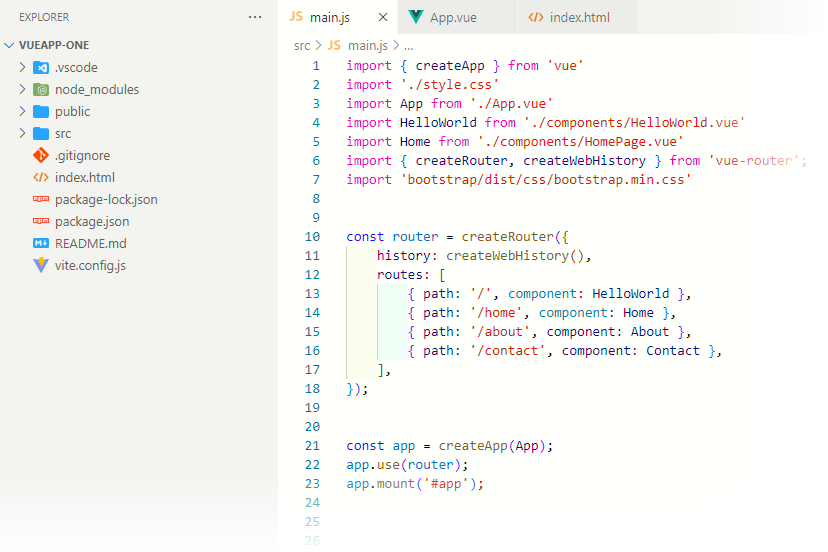 EXPLORER ...
VUEAPP-ONE
.vscode
node_modules
public
src
.gitignore
index.html
package-lock.json
package.json
README.md
vite.config.js
JS main.js × App.vue index.html
src > JS main.js > ...
1 import { createApp } from 'vue'
2 import './style.css'
3 import App from './App.vue'
4 import HelloWorld from './components/HelloWorld.vue'
5 import Home from './components/HomePage.vue'
6 import { createRouter, createWebHistory } from 'vue-router';
7 import 'bootstrap/dist/css/bootstrap.min.css'
8
9
10 const router = createRouter({
11 history: createWebHistory(),
12 routes: [
13 { path: '/', component: HelloWorld },
14 { path: '/home', component: Home },
15 { path: '/about', component: About },
16 { path: '/contact', component: Contact },
17 ],
18 });
19
20
21 const app = createApp(App);
22 app.use(router);
23 app.mount('#app');
24
25
26